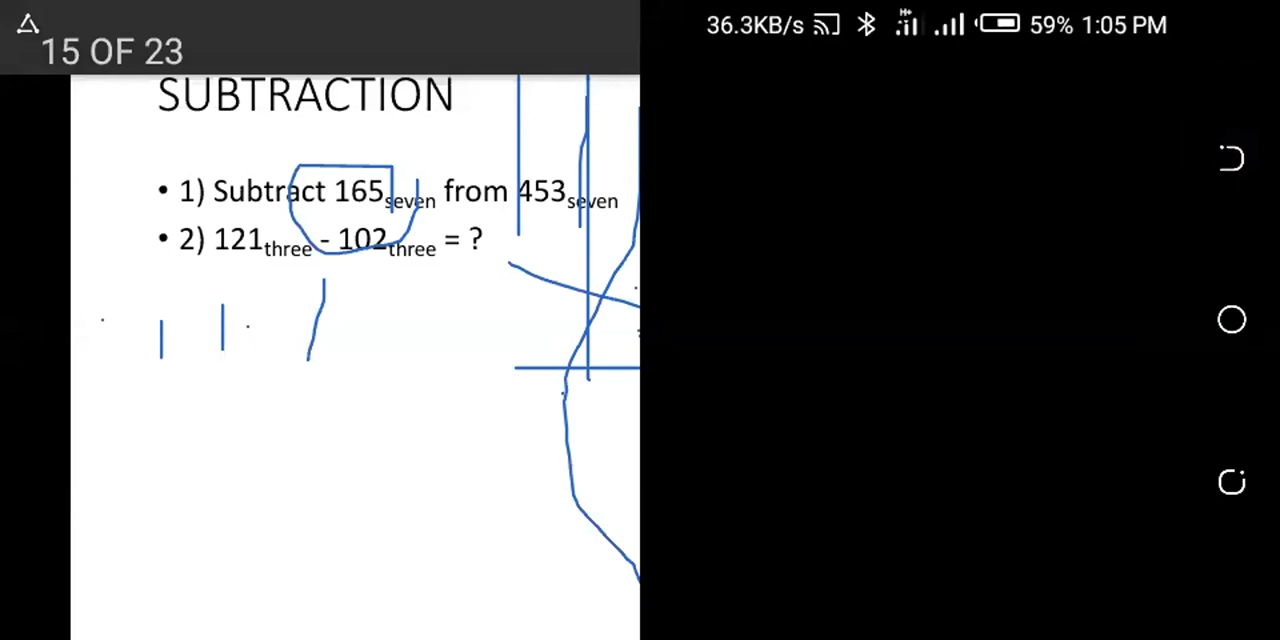 36.3KB/s H+ 59% 1:05 PM
15 OF 23
SUBTRACTION
• 1) Subtract 165seven from 453seven
• 2) 121three - 102three = ?